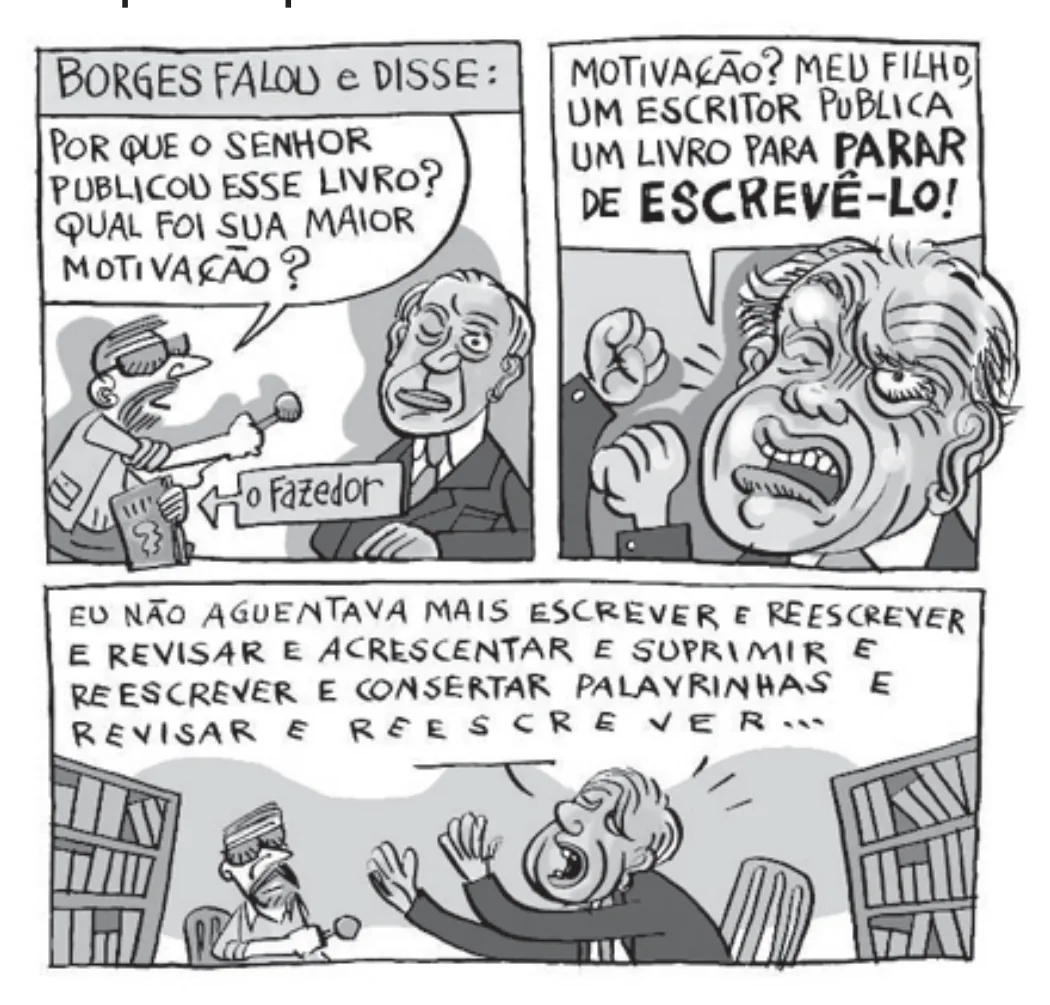 BORGES FALOU e DISSE:
POR QUE O SENHOR
PUBLICOU ESSE LIVRO?
QUAL FOI SUA MAIOR
MOTIVAÇÃO?
O FAZEDOR
MOTIVAÇÃO? MEU FILHO,
UM ESCRITOR PUBLICA
UM LIVRO PARA PARAR
DE ESCREVÊ-LO!
EU NÃO AGUENTAVA MAIS ESCREVER E REESCREVER
E REVISAR E ACRESCENTAR E SUPRIMIR E
REESCREVER E CONSERTAR PALAVRINHAS E
REVISAR E REESCREVER...